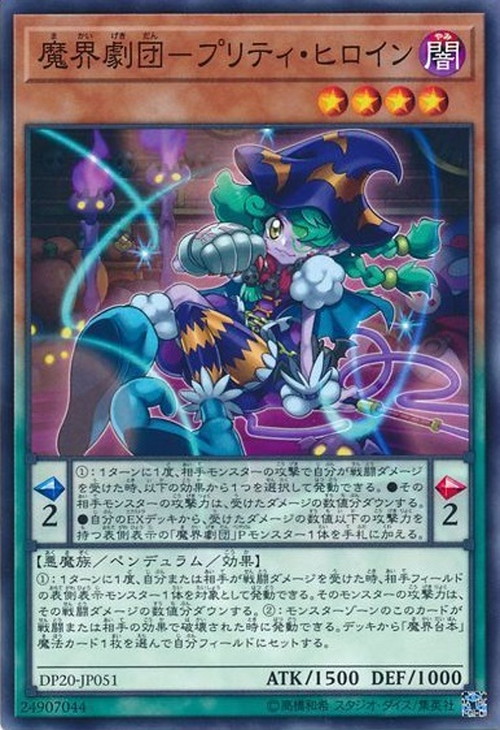 魔界劇団－プリティ・ヒロイン
闇
①：1ターンに1度、相手モンスターの攻撃で自分が戦闘ダメージ
を受けた時、以下の効果から1つを選択して発動できる。●その
相手モンスターの攻撃力は、受けたダメージの数値分ダウンする。
●自分のEXデッキから、受けたダメージの数値以下の攻撃力を
持つ表側表示の「魔界劇団」Pモンスター1体を手札に加える。
2
2
【悪魔族／ペンデュラム／効果】
①：1ターンに1度、自分または相手が戦闘ダメージを受けた時、相手フィールド
の表側表示モンスター1体を対象として発動できる。そのモンスターの攻撃力は、
その戦闘ダメージの数値分ダウンする。②：モンスターゾーンのこのカードが
戦闘または相手の効果で破壊された時に発動できる。デッキから「魔界台本」
魔法カード1枚を選んで自分フィールドにセットする。
DP20-JP051
ATK/1500 DEF/1000
24907044
©高橋和希 スタジオ・ダイス/集英社